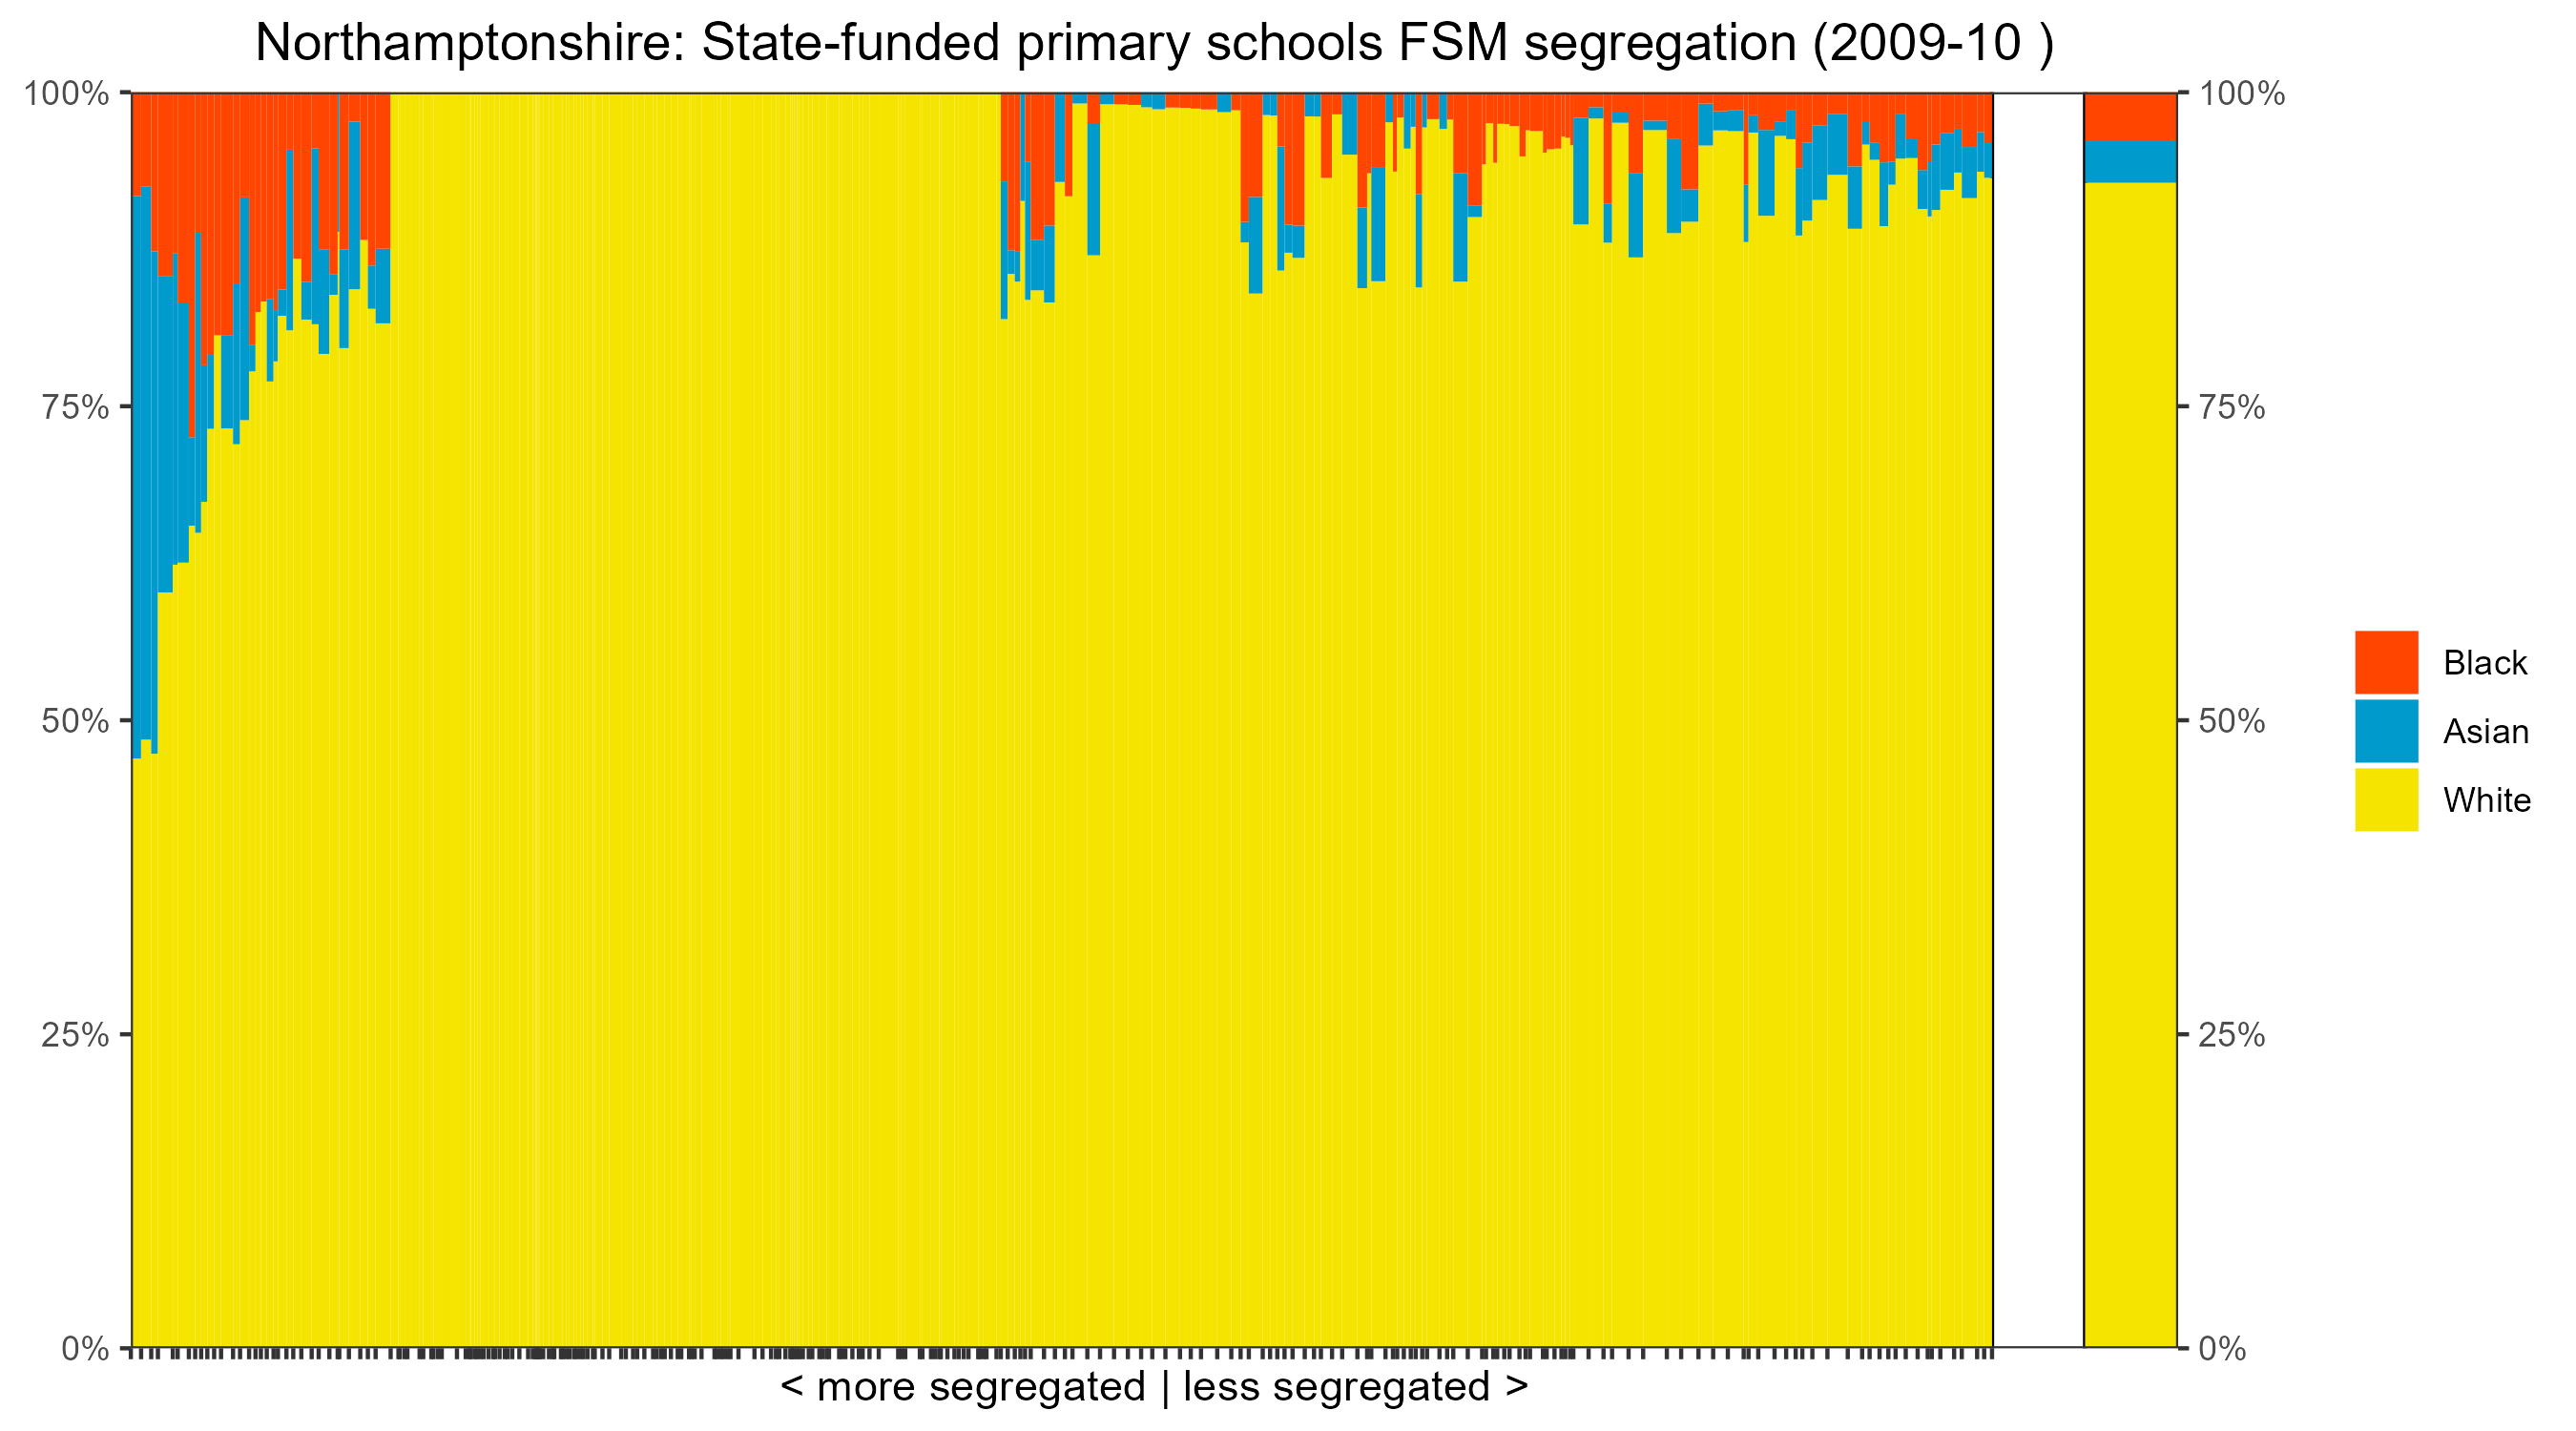 Northamptonshire: State-funded primary schools FSM segregation (2009-10 )
100%
75%
50%
25%
0%
100%
75%
50%
25%
0%
Black
Asian
White
< more segregated | less segregated >